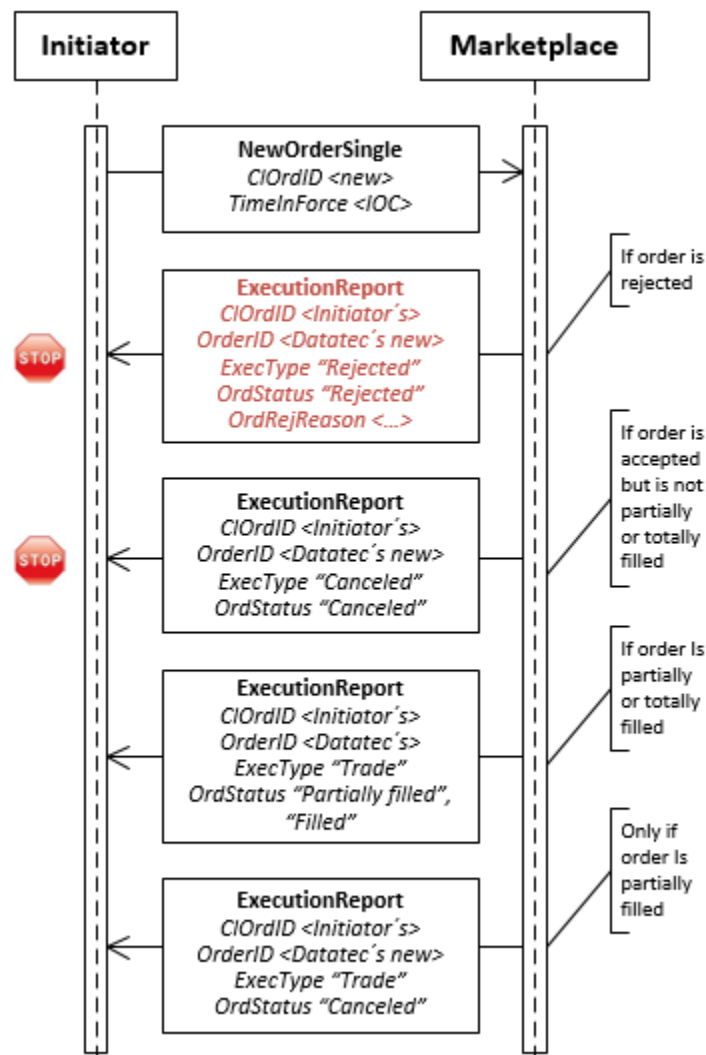 Initiator
Marketplace
NewOrderSingle
ClOrdID <new>
TimeInForce <IOC>
If order is
rejected
ExecutionReport
ClOrdID <Initiator´s>
OrderID <Datatec´s new>
ExecType “Rejected”
OrdStatus “Rejected”
OrdRejReason <...>
STOP
If order is
accepted
but is not
partially
or totally
filled
ExecutionReport
ClOrdID <Initiator´s>
OrderID <Datatec´s new>
ExecType “Canceled”
OrdStatus “Canceled”
STOP
If order Is
partially
or totally
filled
ExecutionReport
ClOrdID <Initiator´s>
OrderID <Datatec´s>
ExecType “Trade”
OrdStatus “Partially filled”,
“Filled”
Only if
order Is
partially
filled
ExecutionReport
ClOrdID <Initiator´s>
OrderID <Datatec´s new>
ExecType “Trade”
OrdStatus “Canceled”